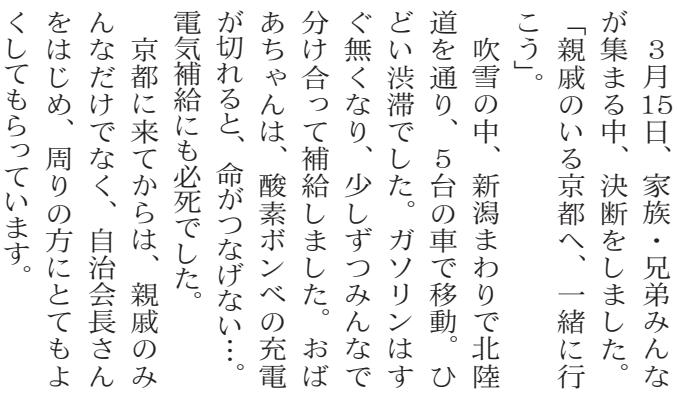 ３月15日、家族・兄弟みんな
が集まる中、決断をしました。
「親戚のいる京都へ、一緒に行
こう」。
　吹雪の中、新潟まわりで北陸
道を通り、５台の車で移動。ひ
どい渋滞でした。ガソリンはす
ぐ無くなり、少しずつみんなで
分け合って補給しました。おば
あちゃんは、酸素ボンベの充電
が切れると、命がつなげない…。
電気補給にも必死でした。
　京都に来てからは、親戚のみ
んなだけでなく、自治会長さん
をはじめ、周りの方にとてもよ
くしてもらっています。